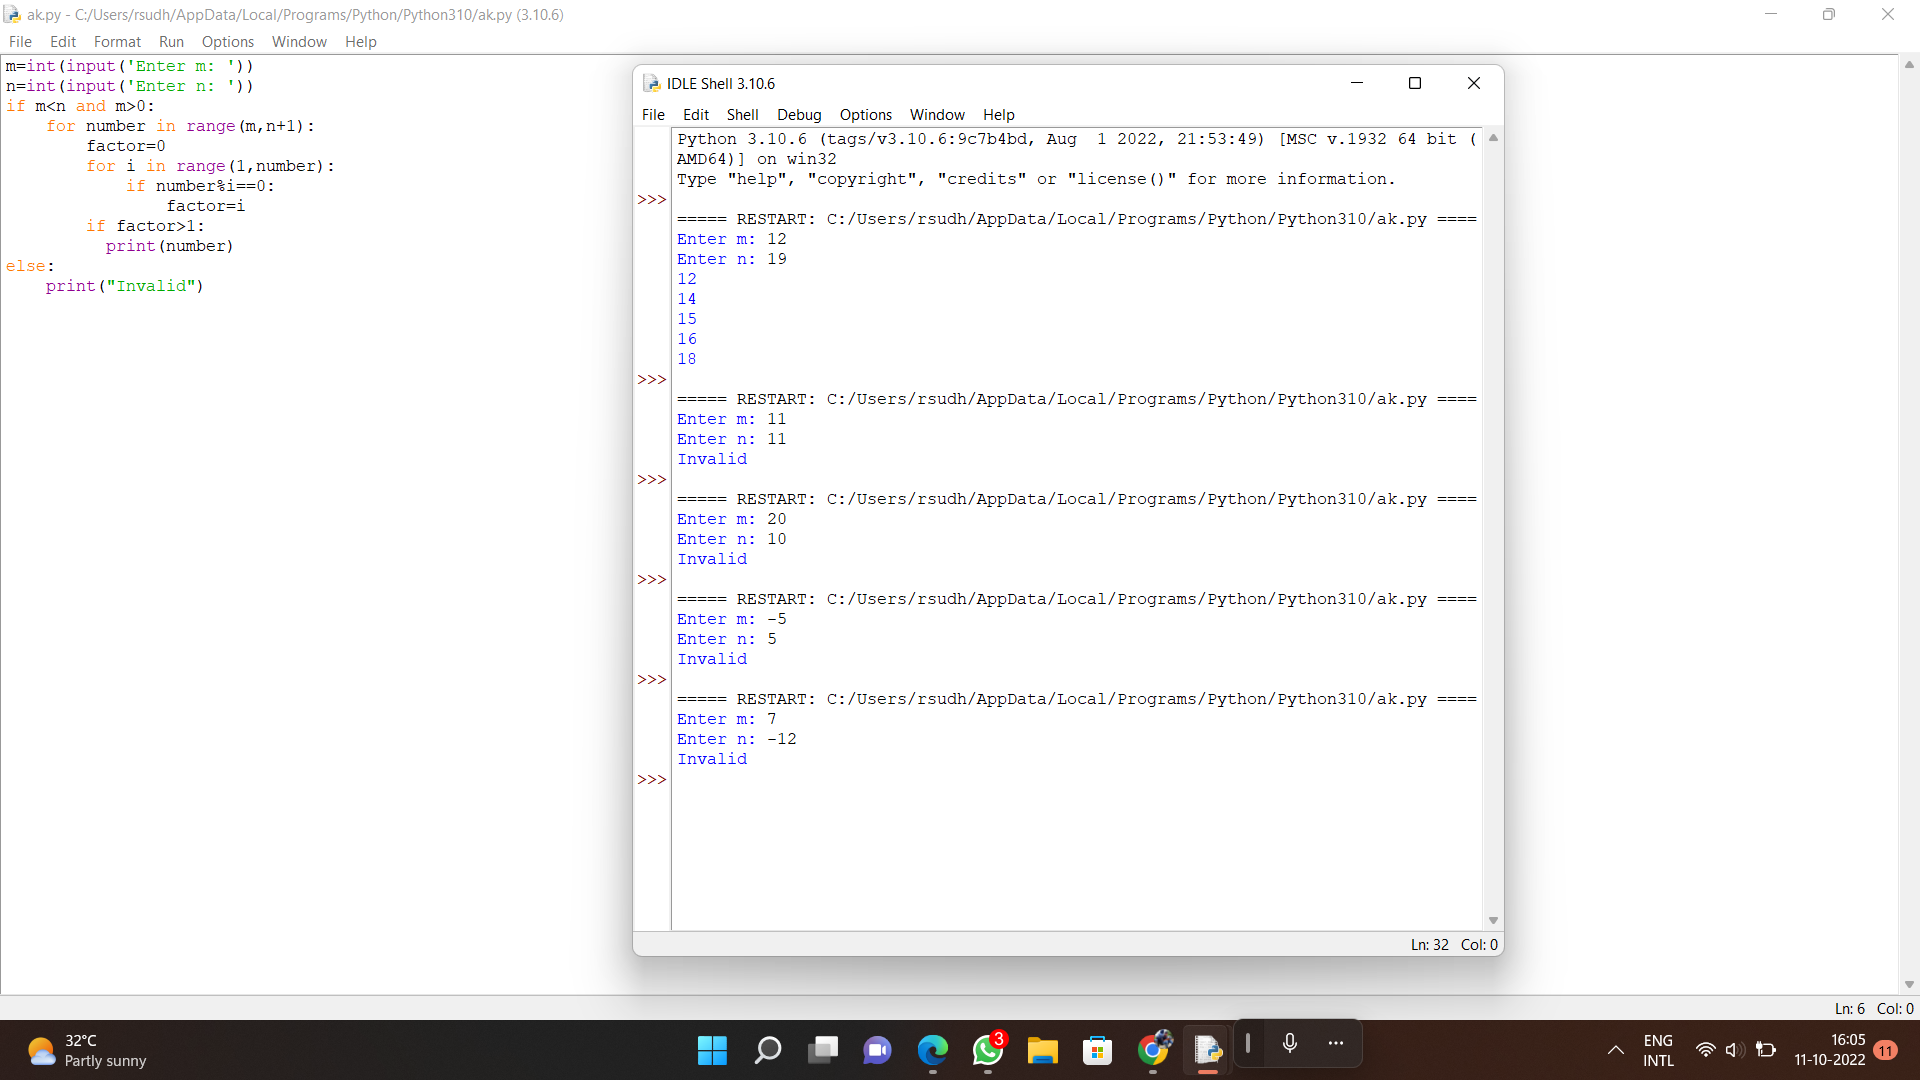 ak.py - C:/Users/rsudh/AppData/Local/Programs/Python/Python310/ak.py (3.10.6)
File Edit Format Run Options Window Help
m=int(input('Enter m: '))
n=int(input('Enter n: '))
if m<n and m>0:
    for number in range(m,n+1):
        factor=0
        for i in range(1,number):
            if number%i==0:
                factor=i
        if factor>1:
          print(number)
else:
    print("Invalid")
IDLE Shell 3.10.6
File Edit Shell Debug Options Window Help
Python 3.10.6 (tags/v3.10.6:9c7b4bd, Aug  1 2022, 21:53:49) [MSC v.1932 64 bit (
AMD64)] on win32
Type "help", "copyright", "credits" or "license()" for more information.
>>>
===== RESTART: C:/Users/rsudh/AppData/Local/Programs/Python/Python310/ak.py ====
Enter m: 12
Enter n: 19
12
14
15
16
18
>>>
===== RESTART: C:/Users/rsudh/AppData/Local/Programs/Python/Python310/ak.py ====
Enter m: 11
Enter n: 11
Invalid
>>>
===== RESTART: C:/Users/rsudh/AppData/Local/Programs/Python/Python310/ak.py ====
Enter m: 20
Enter n: 10
Invalid
>>>
===== RESTART: C:/Users/rsudh/AppData/Local/Programs/Python/Python310/ak.py ====
Enter m: -5
Enter n: 5
Invalid
>>>
===== RESTART: C:/Users/rsudh/AppData/Local/Programs/Python/Python310/ak.py ====
Enter m: 7
Enter n: -12
Invalid
>>>
Ln: 32 Col: 0
Ln: 6 Col: 0
32°C
Partly sunny
3
ENG
INTL
16:05
11-10-2022
11